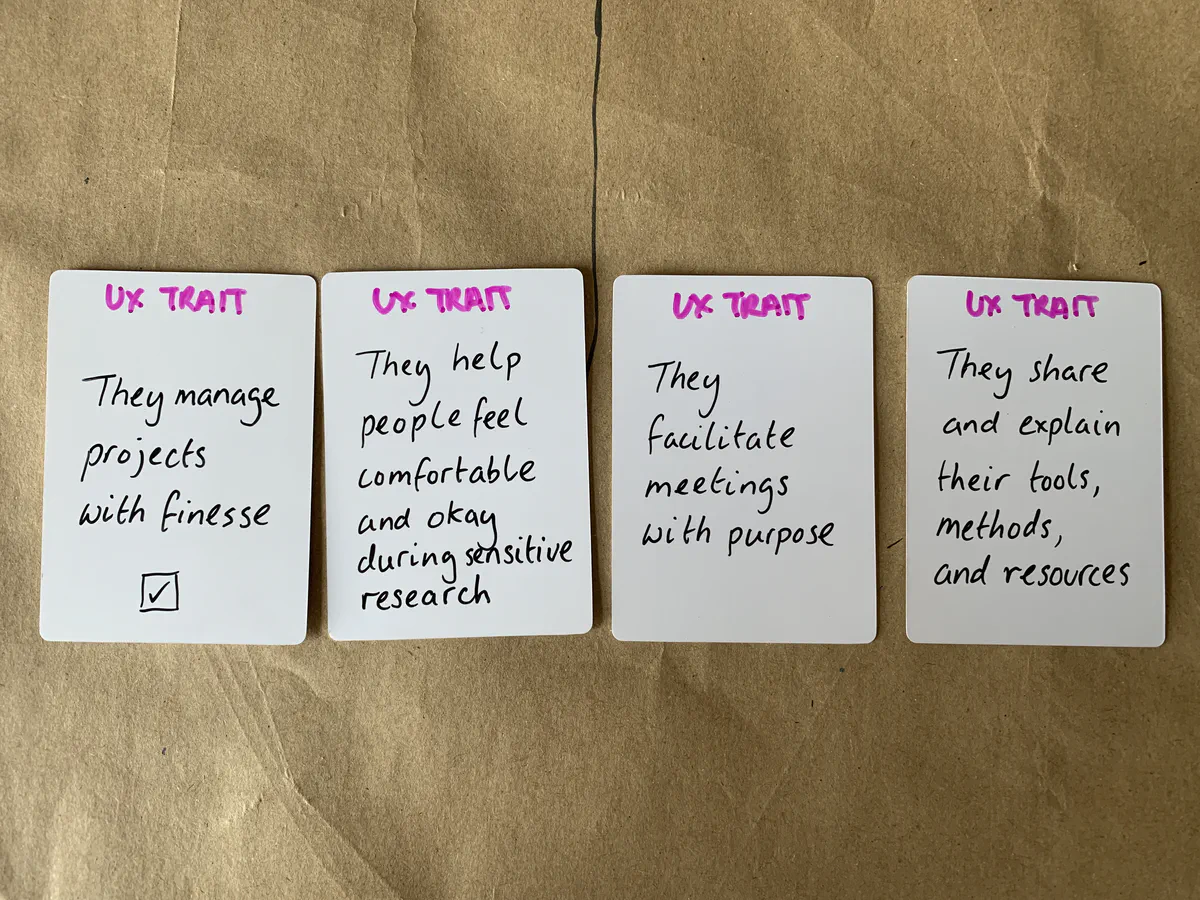 UX TRAIT
They manage
projects
with finesse
UX TRAIT
They help
people feel
comfortable
and okay
during sensitive
research
UX TRAIT
They
facilitate
meetings
with purpose
UX TRAIT
They share
and explain
their tools,
methods,
and resources